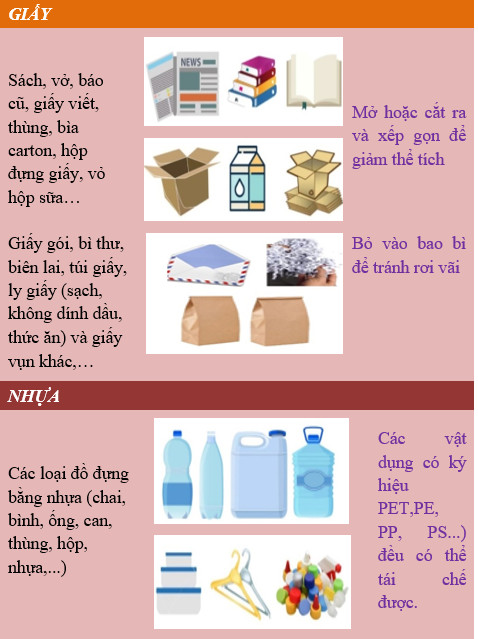 GIẤY
Sách, vở, báo
cũ, giấy viết,
thùng, bìa
carton, hộp
đựng giấy, vỏ
hộp sữa…
NEWS
Mở hoặc cắt ra
và xếp gọn để
giảm thể tích
Giấy gói, bì thư,
biên lai, túi giấy,
ly giấy (sạch,
không dính dầu,
thức ăn) và giấy
vụn khác,…
Bỏ vào bao bì
để tránh rơi vãi
NHỰA
Các loại đồ đựng
bằng nhựa (chai,
bình, ống, can,
thùng, hộp,
nhựa,...)
Các vật
dụng có ký
hiệu
PET,PE,
PP, PS...)
đều có thể
tái chế
được.